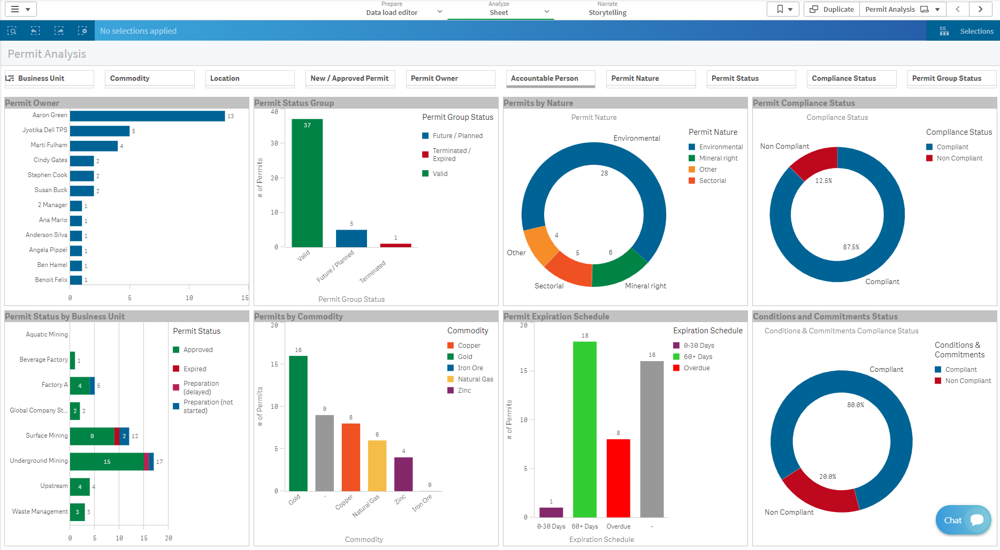 Prepare
Data load editor
Analyze
Sheet
Narrate
Storytelling
Duplicate
Permit Analysis
No selections applied
Selections
Permit Analysis
Business Unit
Commodity
Location
New / Approved Permit
Permit Owner
Accountable Person
Permit Nature
Permit Status
Compliance Status
Permit Group Status
Permit Owner
Aaron Green 13
Jyotika Dell TPS 5
Marti Fulham 4
Cindy Gates 2
Stephen Cook 2
Susan Buck 2
2 Manager 1
Ana Mario 1
Anderson Silva 1
Angela Pippel 1
Ben Hamel 1
Benoit Felix 1
0 5 10 15
Permit Status Group
# of Permits
40
30
20
10
0
37
5
1
Valid
Future / Planned
Terminated
Permit Group Status
Permit Group Status
Future / Planned
Terminated /
Expired
Valid
Permits by Nature
Permit Nature
Environmental
28
4
5
6
Other
Sectorial
Mineral right
Permit Nature
Environmental
Mineral right
Other
Sectorial
Permit Compliance Status
Compliance Status
Non Compliant
12.5%
87.5%
Compliant
Compliance Status
Compliant
Non Compliant
Permit Status by Business Unit
Aquatic Mining
Beverage Factory 1
Factory A 4 5
Global Company St... 2 2
Surface Mining 9 2 12
Underground Mining 15 17
Upstream 4 4
Waste Management 3 3
0 5 10 15 20
Permit Status
Approved
Expired
Preparation
(delayed)
Preparation (not
started)
Permits by Commodity
# of Permits
20
15
10
5
0
16
9
8
6
4
0
Gold
-
Copper
Natural Gas
Zinc
Iron Ore
Commodity
Commodity
Copper
Gold
Iron Ore
Natural Gas
Zinc
Permit Expiration Schedule
# of Permits
20
15
10
5
0
1
18
8
16
0-30 Days
60+ Days
Overdue
-
Expiration Schedule
Expiration Schedule
0-30 Days
60+ Days
Overdue
Conditions and Commitments Status
Conditions & Commitments Compliance Status
Compliant
80.0%
20.0%
Non Compliant
Conditions &
Commitments
Compliant
Non Compliant
Chat